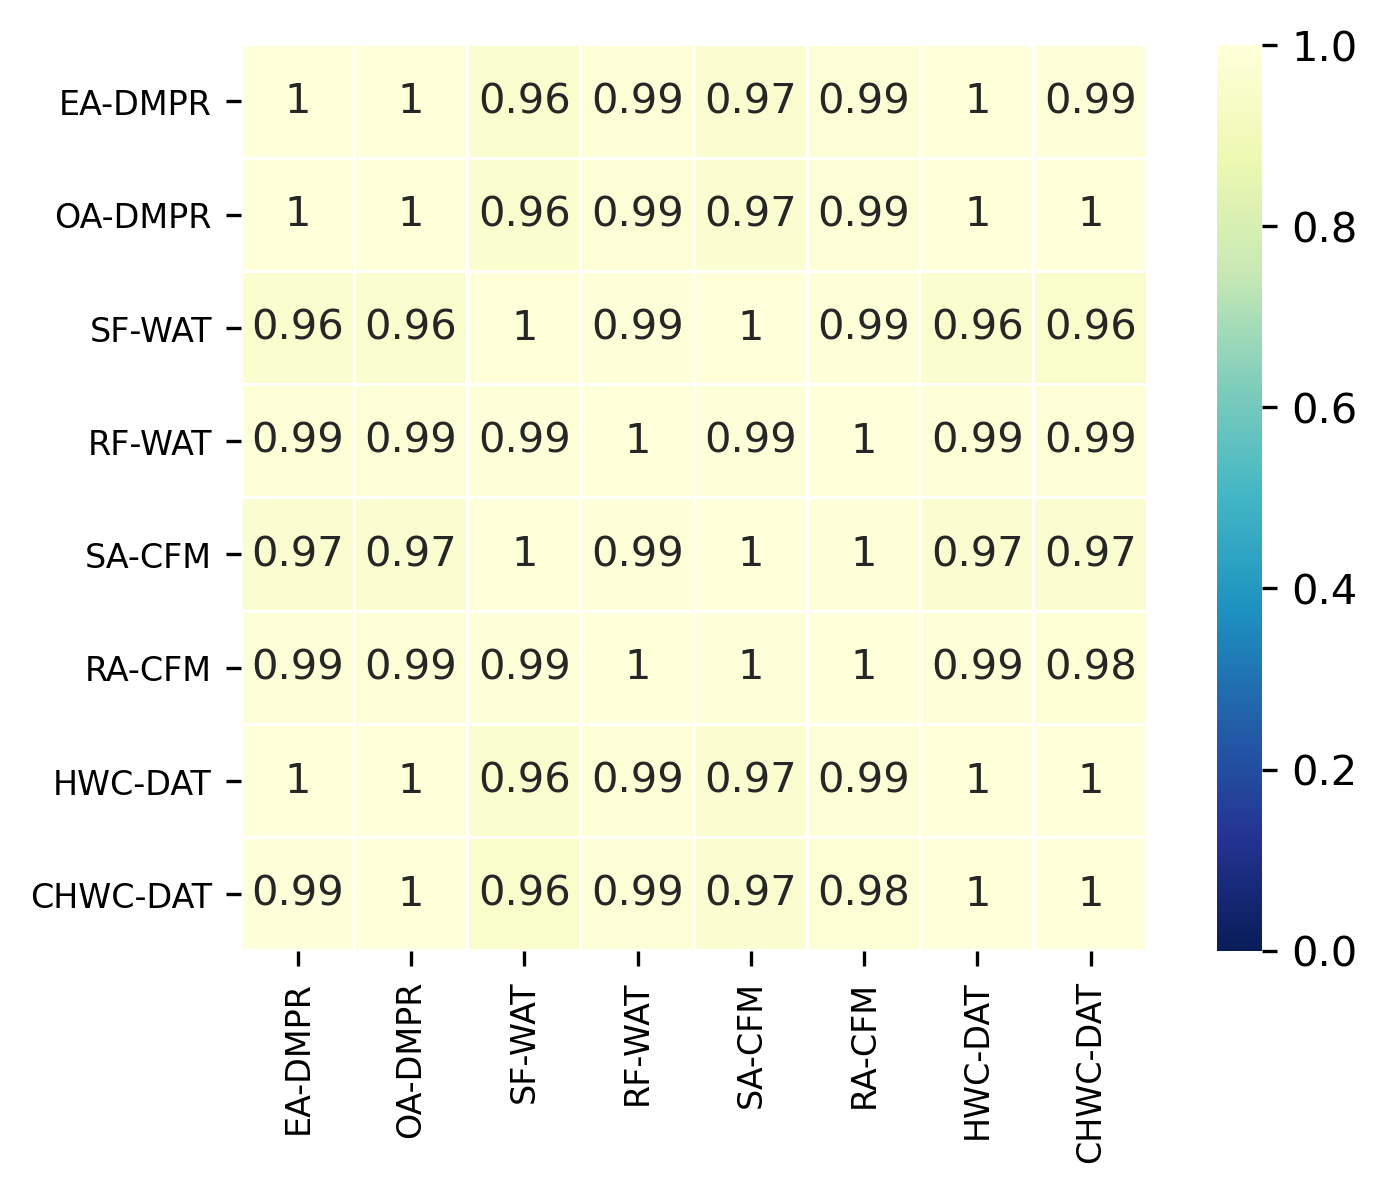 EA-DMPR 1 1 0.96 0.99 0.97 0.99 1 0.99
OA-DMPR 1 1 0.96 0.99 0.97 0.99 1 1
SF-WAT 0.96 0.96 1 0.99 1 0.99 0.96 0.96
RF-WAT 0.99 0.99 0.99 1 0.99 1 0.99 0.99
SA-CFM 0.97 0.97 1 0.99 1 1 0.97 0.97
RA-CFM 0.99 0.99 0.99 1 1 1 0.99 0.98
HWC-DAT 1 1 0.96 0.99 0.97 0.99 1 1
CHWC-DAT 0.99 1 0.96 0.99 0.97 0.98 1 1
EA-DMPR
OA-DMPR
SF-WAT
RF-WAT
SA-CFM
RA-CFM
HWC-DAT
CHWC-DAT
1.0
0.8
0.6
0.4
0.2
0.0